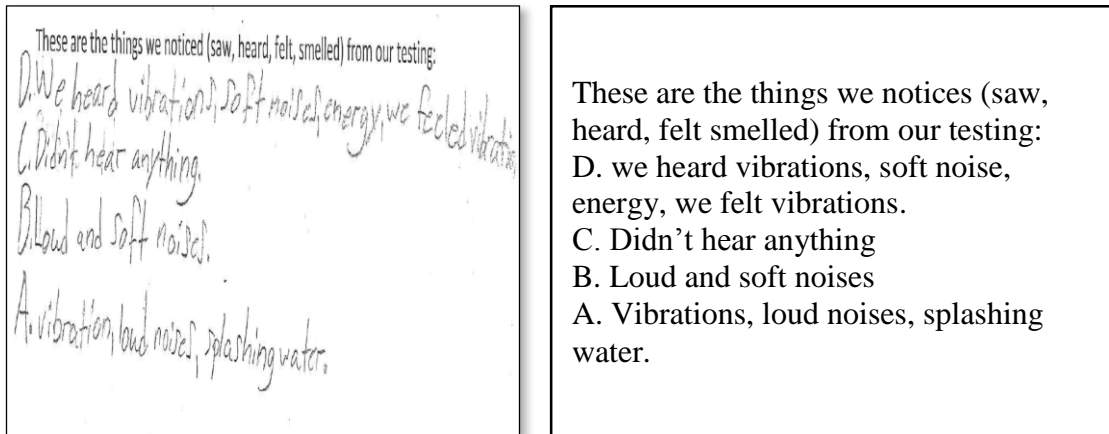 These are the things we noticed (saw, heard, felt, smelled) from our testing:
D. We heard vibrations, soft noises, energy, we feeled vibration
C. Didn't hear anything.
B. Loud and soft noises.
A. vibration, loud noises, splashing water.
These are the things we notices (saw,
heard, felt smelled) from our testing:
D. we heard vibrations, soft noise,
energy, we felt vibrations.
C. Didn't hear anything
B. Loud and soft noises
A. Vibrations, loud noises, splashing
water.